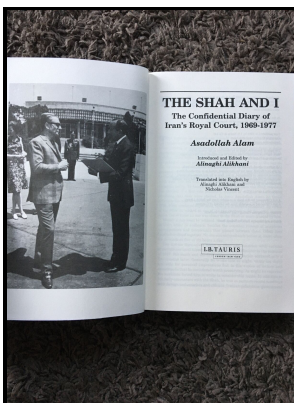 THE SHAH AND I
The Confidential Diary of
Iran's Royal Court, 1969-1977
Asadollah Alam
Introduced and Edited by
Alinaghi Alikhani
Translated into English by
Alinaghi Alikhani and
Nicholas Vincent
I.B.TAURIS